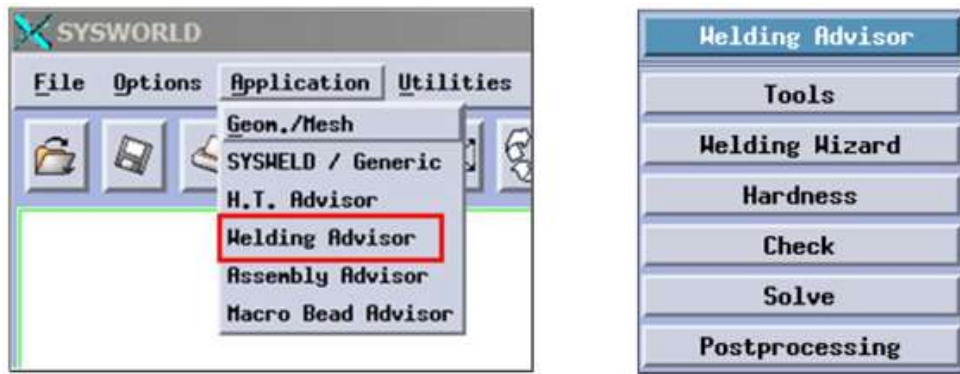 SYSWORLD
File Options Application Utilities
Geom./Mesh
SYSWELD / Generic
H.T. Advisor
Welding Advisor
Assembly Advisor
Macro Bead Advisor
Welding Advisor
Tools
Welding Wizard
Hardness
Check
Solve
Postprocessing